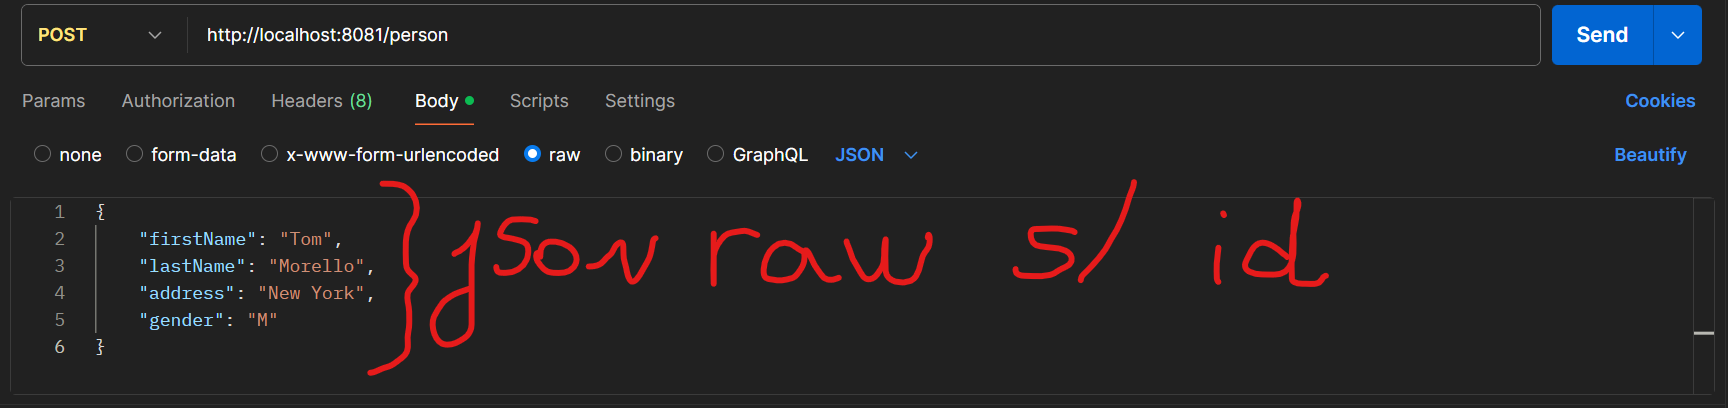 POST http://localhost:8081/person Send
Params Authorization Headers (8) Body Scripts Settings Cookies
none form-data x-www-form-urlencoded raw binary GraphQL JSON Beautify
1 {
2 "firstName": "Tom",
3 "lastName": "Morello",
4 "address": "New York",
5 "gender": "M"
6 }
json raw s/ id